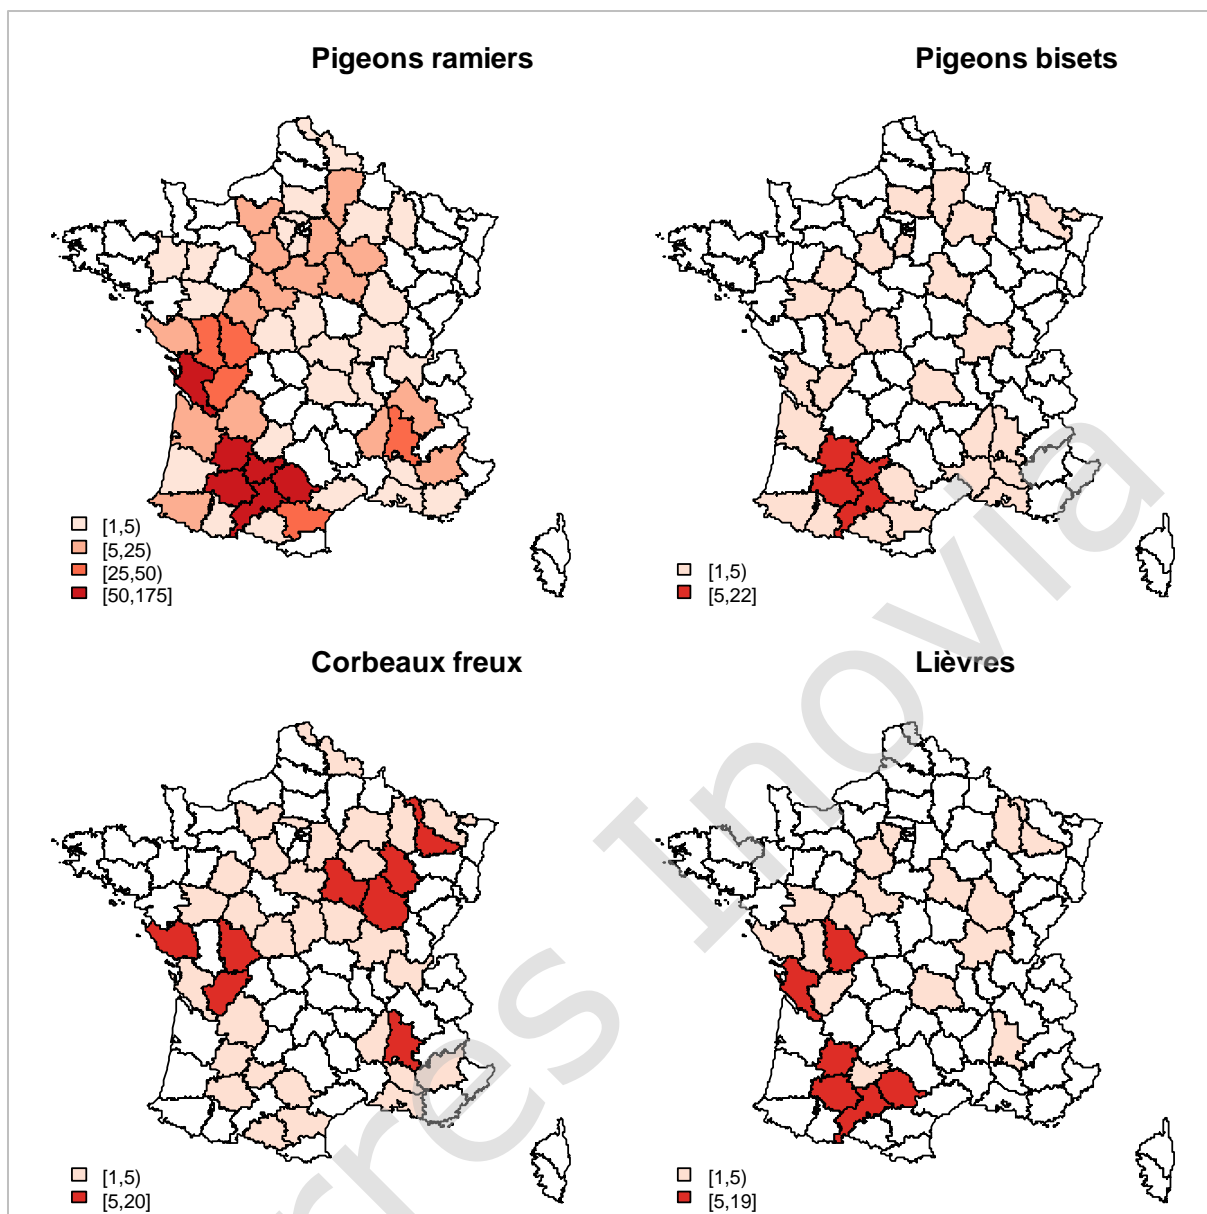 Pigeons ramiers
[1,5)
[5,25)
[25,50)
[50,175]
Pigeons bisets
[1,5)
[5,22]
Corbeaux freux
[1,5)
[5,20]
Lièvres
[1,5)
[5,19]
rres Inovia